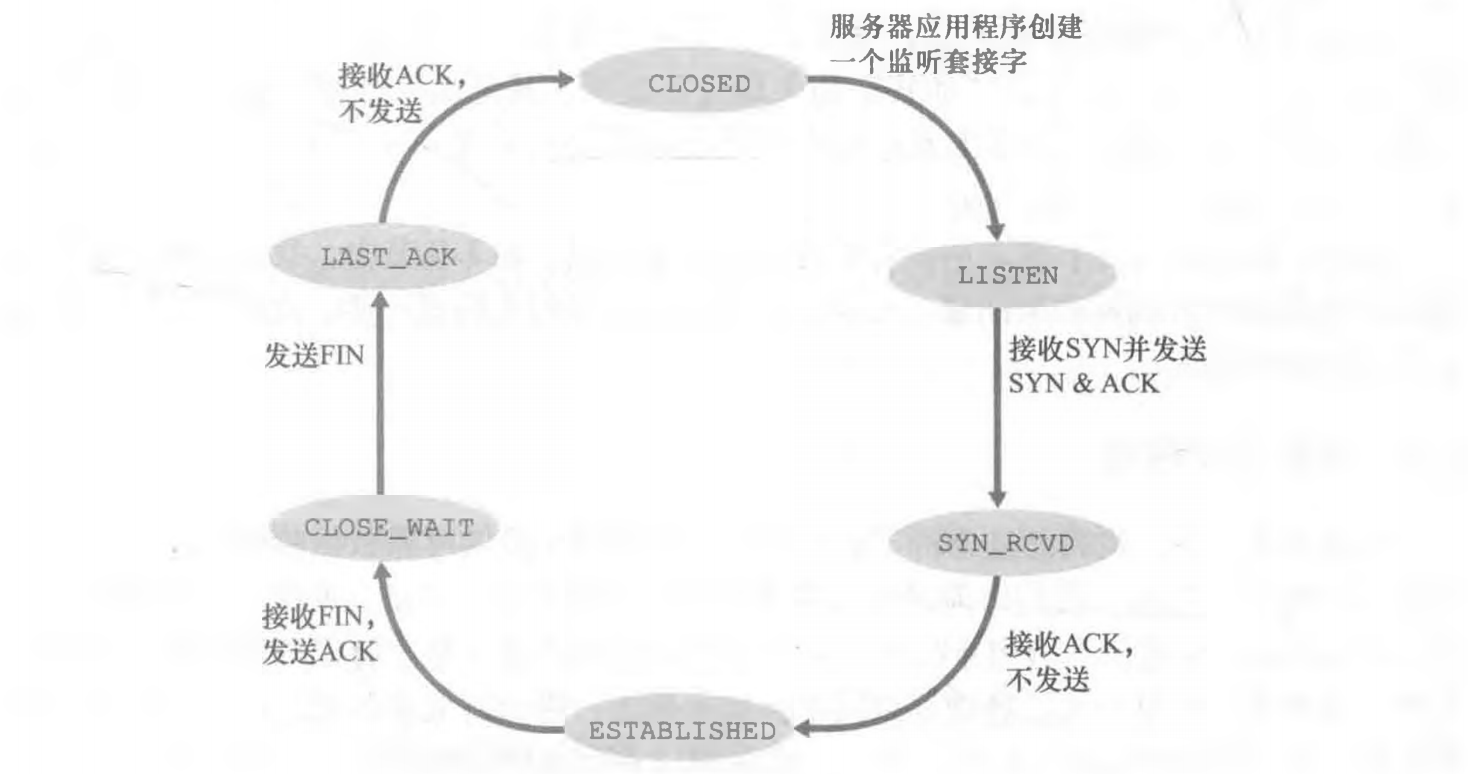 服务器应用程序创建
一个监听套接字
CLOSED
接收ACK,
不发送
LAST_ACK
LISTEN
发送FIN
接收SYN并发送
SYN & ACK
CLOSE_WAIT
SYN_RCVD
接收FIN,
发送ACK
接收ACK,
不发送
ESTABLISHED